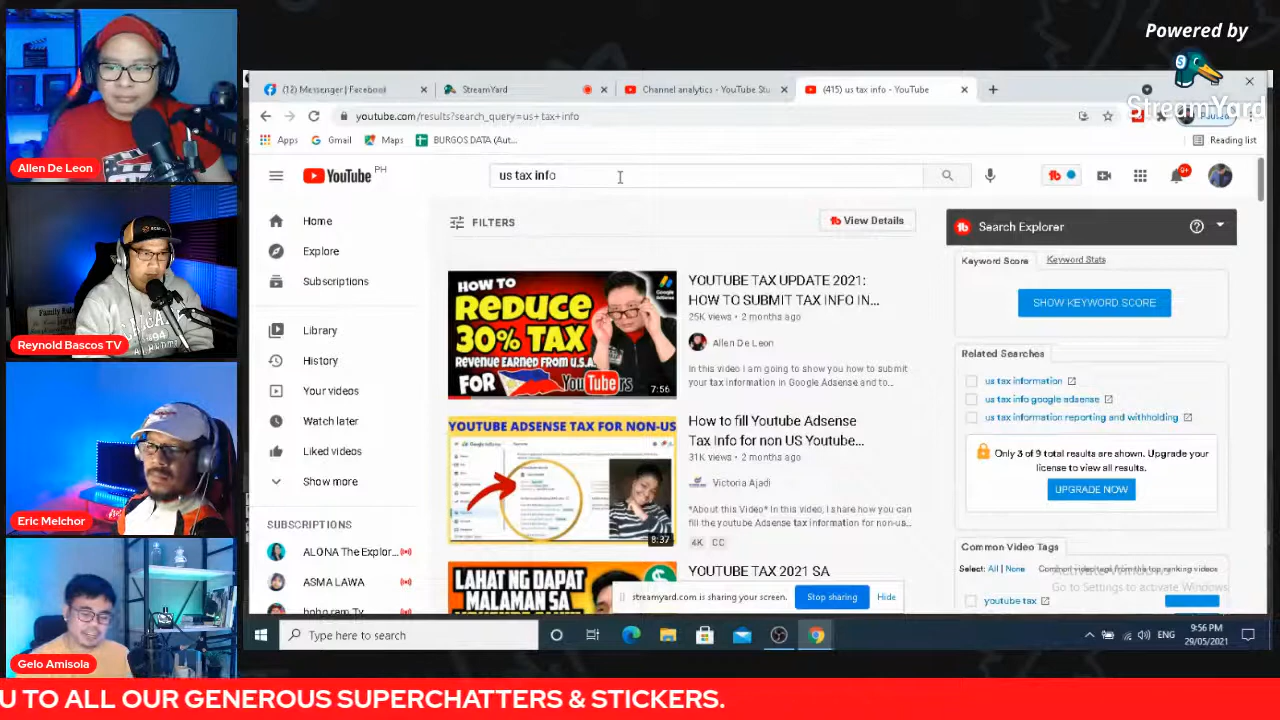 Powered by
StreamYard
Allen De Leon
Reynold Bascos TV
Eric Melchor
Gelo Amisola
(12) Messenger | Facebook
StreamYard
Channel analytics - YouTube Stu
(415) us tax info - YouTube
youtube.com/results?search_query=us+tax+info
Paused
Apps
Gmail
Maps
BURGOS DATA (Aut...
Reading list
YouTube PH
us tax info
9+
Home
Explore
Subscriptions
Library
History
Your videos
Watch later
Liked videos
Show more
SUBSCRIPTIONS
ALONA The Explor...
ASMA LAWA
FILTERS
View Details
HOW TO
REDUCE
30% TAX
REVENUE EARNED FROM U.S.A.
FOR YouTubers
Google AdSense
7:56
YOUTUBE TAX UPDATE 2021:
HOW TO SUBMIT TAX INFO IN...
25K views • 2 months ago
Allen De Leon
In this video I am going to show you how to submit
your tax information in Google Adsense and to...
YOUTUBE ADSENSE TAX FOR NON-US
8:37
How to fill Youtube Adsense
Tax Info for non US Youtube...
31K views • 2 months ago
Victoria Ajadi
*About this Video* In this video, I share how you can
fill the youtube Adsense tax information for non-us...
4K CC
LAHAT NG DAPAT
MALAMAN SA
YOUTUBE TAX 2021 SA
Search Explorer
Keyword Score
Keyword Stats
SHOW KEYWORD SCORE
Related Searches
us tax information
us tax info google adsense
us tax information reporting and withholding
Only 3 of 9 total results are shown. Upgrade your
license to view all results.
UPGRADE NOW
Common Video Tags
Select: All | None
Common video tags from the top ranking videos
Go to Settings to activate Windows.
youtube tax
streamyard.com is sharing your screen.
Stop sharing
Hide
Type here to search
ENG
9:56 PM
29/05/2021
U TO ALL OUR GENEROUS SUPERCHATTERS & STICKERS.